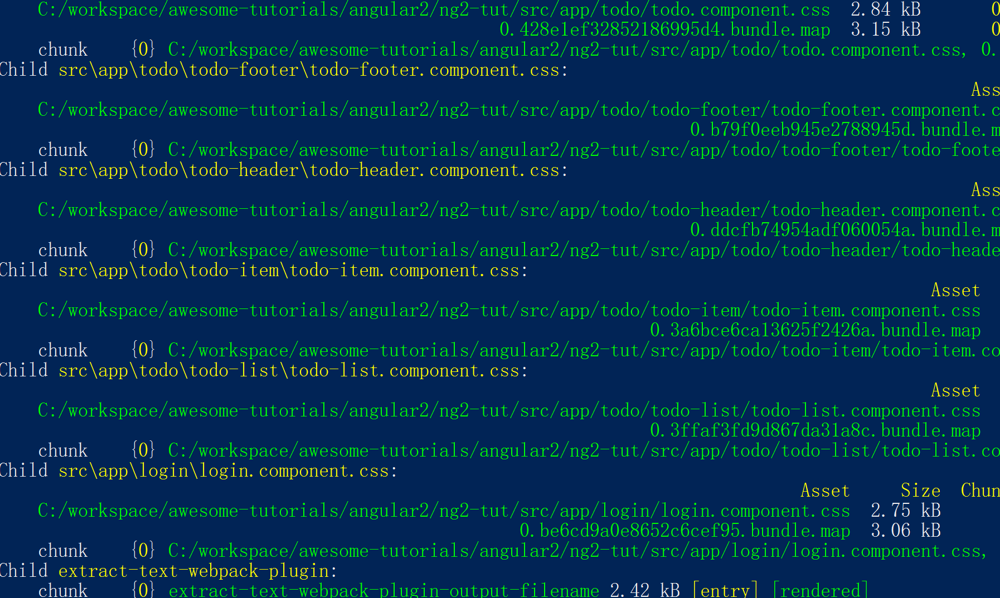 C:/workspace/awesome-tutorials/angular2/ng2-tut/src/app/todo/todo.component.css 2.84 kB 0
0.428e1ef32852186995d4.bundle.map 3.15 kB 0
chunk {0} C:/workspace/awesome-tutorials/angular2/ng2-tut/src/app/todo/todo.component.css, 0.
Child src\app\todo\todo-footer\todo-footer.component.css:
Ass
C:/workspace/awesome-tutorials/angular2/ng2-tut/src/app/todo/todo-footer/todo-footer.component.c
0.b79f0eeb945e2788945d.bundle.m
chunk {0} C:/workspace/awesome-tutorials/angular2/ng2-tut/src/app/todo/todo-footer/todo-foote
Child src\app\todo\todo-header\todo-header.component.css:
Ass
C:/workspace/awesome-tutorials/angular2/ng2-tut/src/app/todo/todo-header/todo-header.component.c
0.ddcfb74954adf060054a.bundle.m
chunk {0} C:/workspace/awesome-tutorials/angular2/ng2-tut/src/app/todo/todo-header/todo-heade
Child src\app\todo\todo-item\todo-item.component.css:
Asset
C:/workspace/awesome-tutorials/angular2/ng2-tut/src/app/todo/todo-item/todo-item.component.css
0.3a6bce6ca13625f2426a.bundle.map
chunk {0} C:/workspace/awesome-tutorials/angular2/ng2-tut/src/app/todo/todo-item/todo-item.co
Child src\app\todo\todo-list\todo-list.component.css:
Asset
C:/workspace/awesome-tutorials/angular2/ng2-tut/src/app/todo/todo-list/todo-list.component.css
0.3ffaf3fd9d867da31a8c.bundle.map
chunk {0} C:/workspace/awesome-tutorials/angular2/ng2-tut/src/app/todo/todo-list/todo-list.co
Child src\app\login\login.component.css:
Asset Size Chun
C:/workspace/awesome-tutorials/angular2/ng2-tut/src/app/login/login.component.css 2.75 kB
0.be6cd9a0e8652c6cef95.bundle.map 3.06 kB
chunk {0} C:/workspace/awesome-tutorials/angular2/ng2-tut/src/app/login/login.component.css,
Child extract-text-webpack-plugin:
chunk {0} extract-text-webpack-plugin-output-filename 2.42 kB [entry] [rendered]